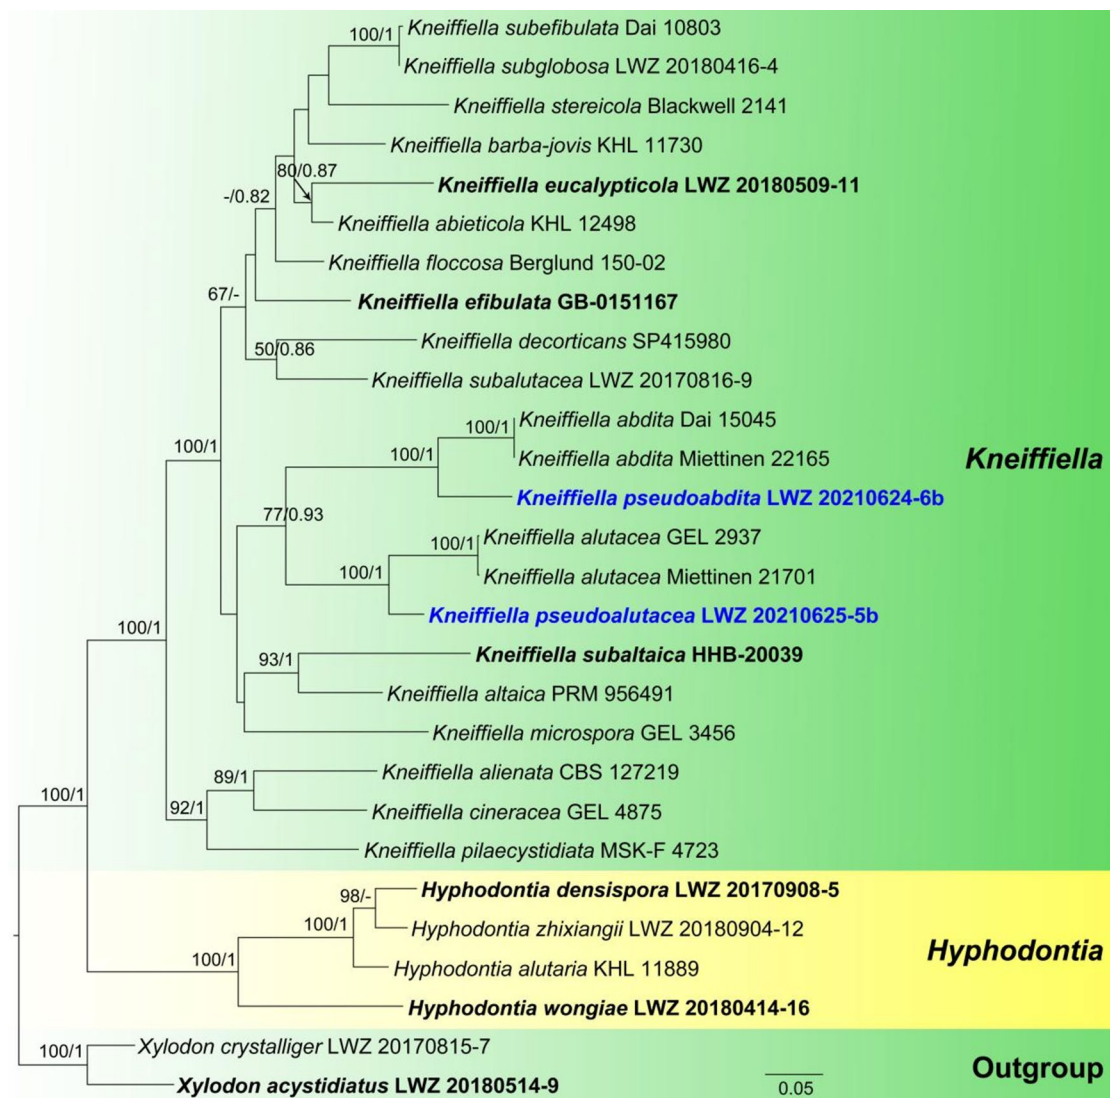 100/1
Kneiffiella subefibulata Dai 10803
Kneiffiella subglobosa LWZ 20180416-4
Kneiffiella stereicola Blackwell 2141
Kneiffiella barba-jovis KHL 11730
80/0.87
Kneiffiella eucalypticola LWZ 20180509-11
-/0.82
Kneiffiella abieticola KHL 12498
Kneiffiella floccosa Berglund 150-02
67/-
Kneiffiella efibulata GB-0151167
Kneiffiella decorticans SP415980
50/0.86
Kneiffiella subalutacea LWZ 20170816-9
Kneiffiella abdita Dai 15045
100/1
100/1
Kneiffiella abdita Miettinen 22165
100/1
Kneiffiella
Kneiffiella pseudoabdita LWZ 20210624-6b
77/0.93
Kneiffiella alutacea GEL 2937
100/1
100/1
Kneiffiella alutacea Miettinen 21701
Kneiffiella pseudoalutacea LWZ 20210625-5b
100/1
Kneiffiella subaltaica HHB-20039
93/1
Kneiffiella altaica PRM 956491
Kneiffiella microspora GEL 3456
Kneiffiella alienata CBS 127219
89/1
100/1
92/1
Kneiffiella cineracea GEL 4875
Kneiffiella pilaecystidiata MSK-F 4723
Hyphodontia densispora LWZ 20170908-5
98/-
100/1
Hyphodontia zhixiangii LWZ 20180904-12
Hyphodontia
100/1
Hyphodontia alutaria KHL 11889
Hyphodontia wongiae LWZ 20180414-16
Xylodon crystalliger LWZ 20170815-7
100/1
Outgroup
Xylodon acystidiatus LWZ 20180514-9
0.05